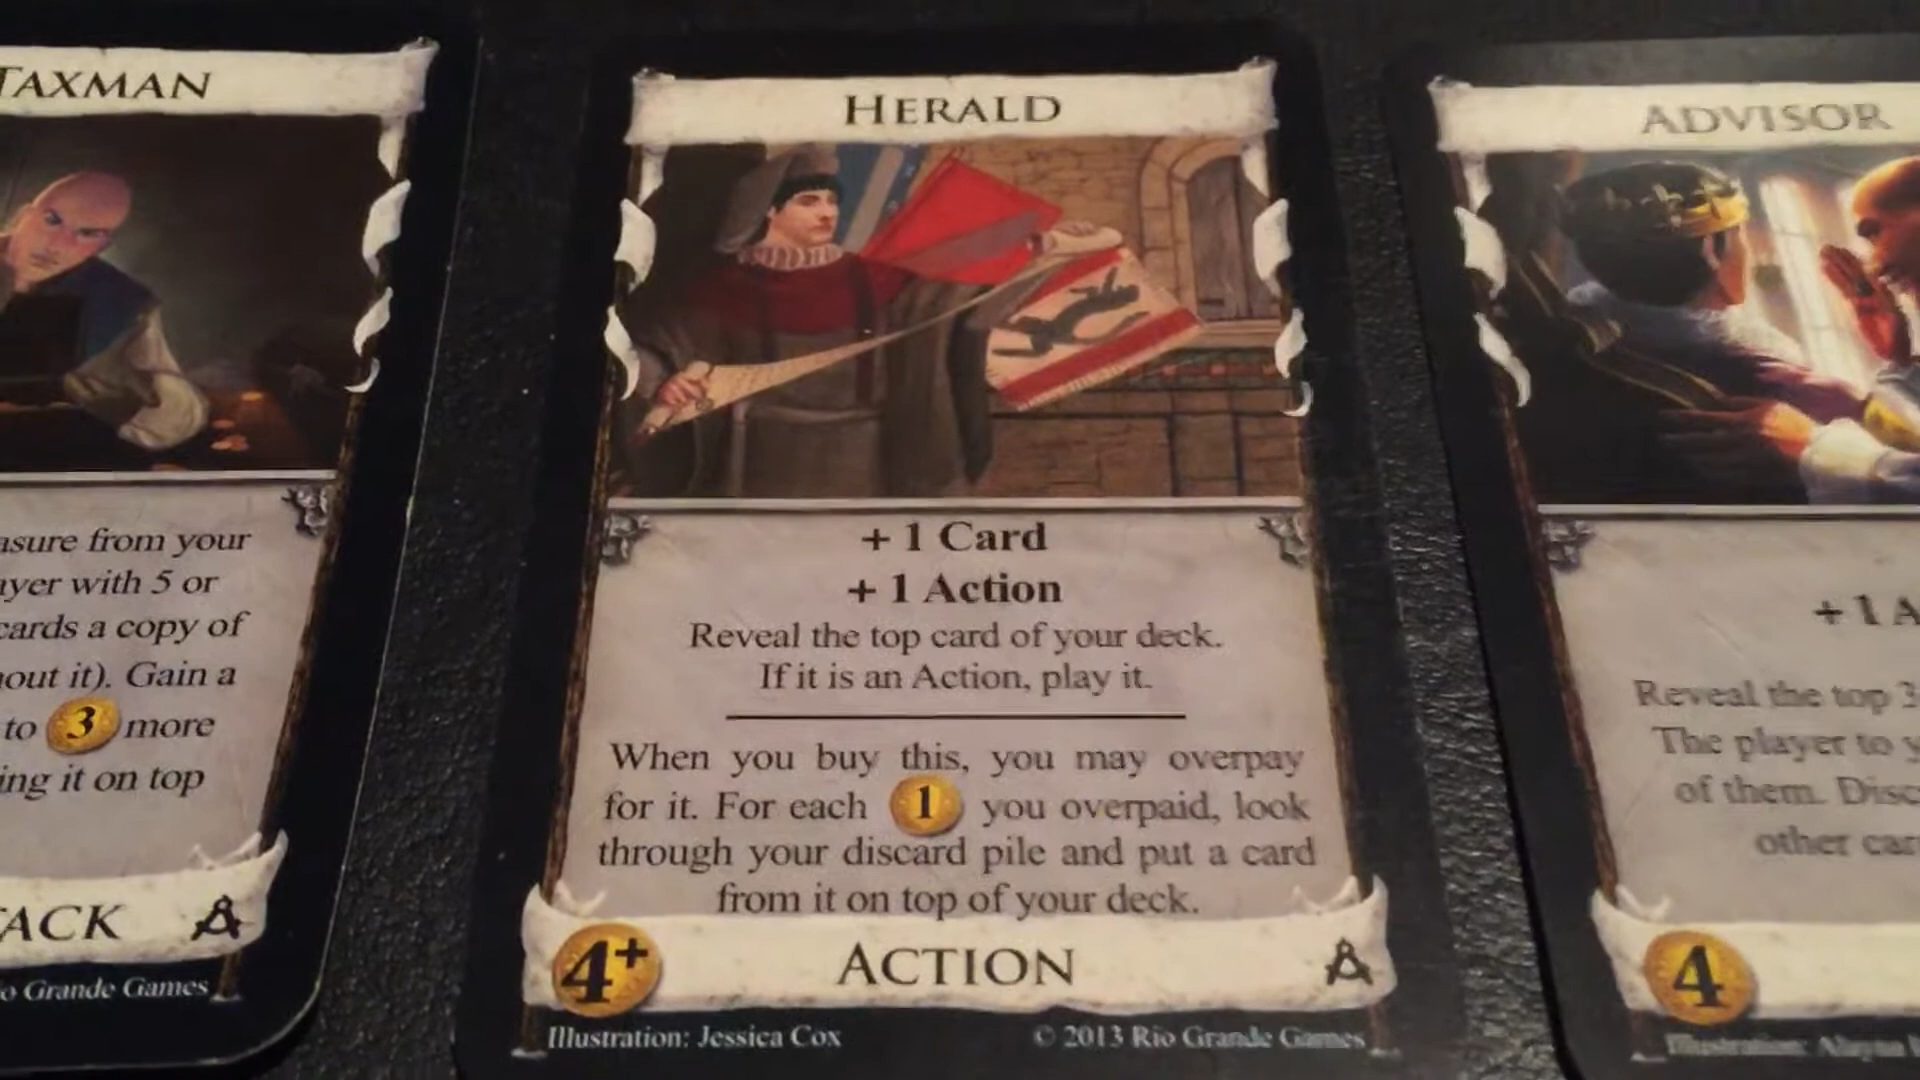 TAXMAN
asure from your
ayer with 5 or
cards a copy of
out it). Gain a
to 3 more
ing it on top
ACK
o Grande Games
HERALD
+ 1 Card
+ 1 Action
Reveal the top card of your deck.
If it is an Action, play it.
When you buy this, you may overpay
for it. For each 1 you overpaid, look
through your discard pile and put a card
from it on top of your deck.
4+ ACTION
Illustration: Jessica Cox © 2013 Rio Grande Games
ADVISOR
+ 1 A
Reveal the top 3
The player to y
of them. Disc
other car
4
Illustration: